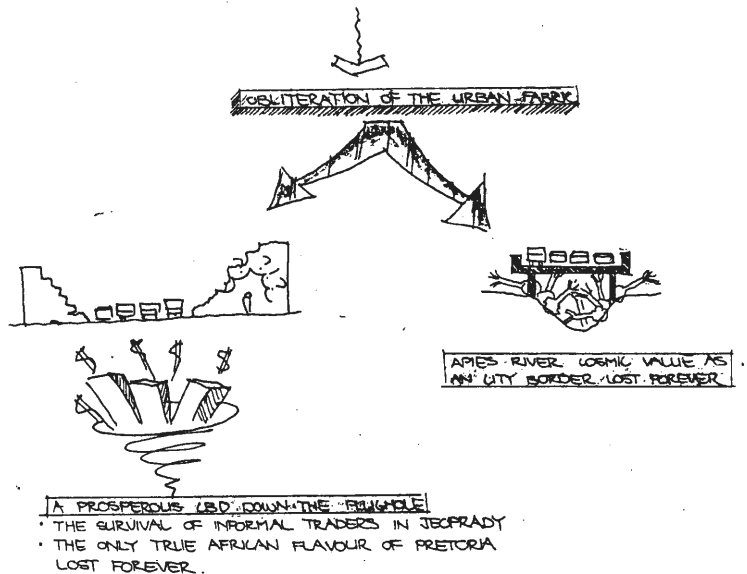 OBLITERATION OF THE URBAN FABRIC
APIES RIVER COSMIC VALUE AS
AN CITY BORDER LOST FOREVER
A PROSPEROUS CBD DOWN THE PLUGHOLE
· THE SURVIVAL OF INFORMAL TRADERS IN JEOPRADY
· THE ONLY TRUE AFRICAN FLAVOUR OF PRETORIA
LOST FOREVER.